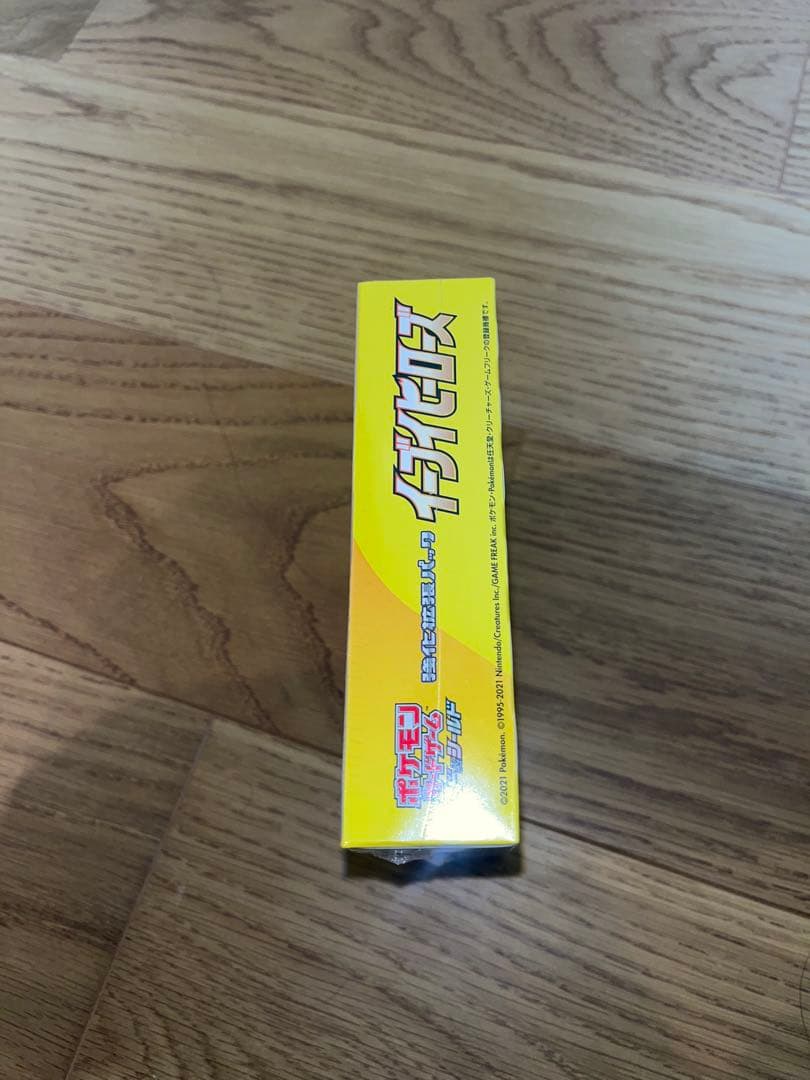 ポケモン
カードゲーム
ソード&シールド
強化拡張パック
イーブイヒーローズ
©2021 Pokémon. ©1995-2021 Nintendo/Creatures Inc./GAME FREAK inc. ポケモン・Pokémonは任天堂・クリーチャーズ・ゲームフリークの登録商標です。